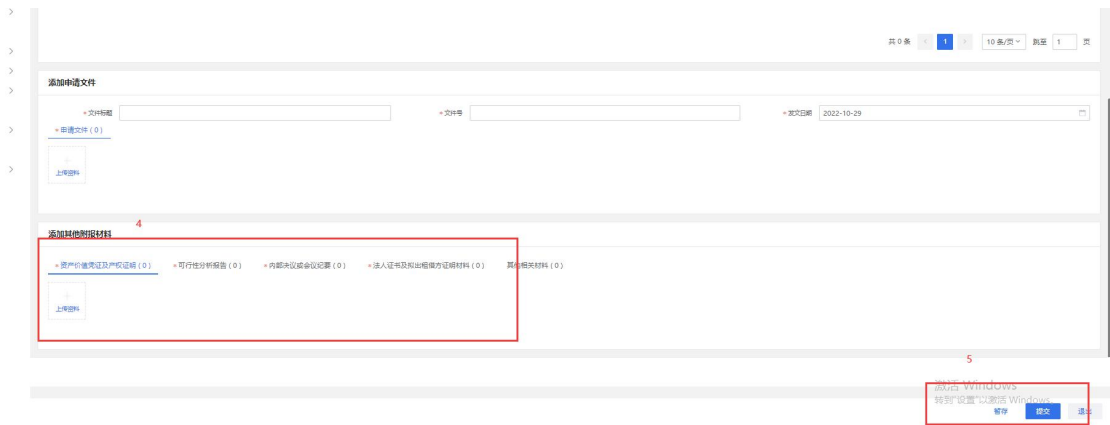 共 0 条 < 1 > 10 条/页 跳至 1 页
添加申请文件
* 文件标题 * 文件号 * 发文日期 2022-10-29
* 申请文件 ( 0 )
上传资料
4
添加其他附报材料
* 资产价值凭证及产权证明 ( 0 ) * 可行性分析报告 ( 0 ) * 内部决议或会议纪要 ( 0 ) * 法人证书及拟出租借方证明材料 ( 0 ) 其他相关材料 ( 0 )
上传资料
5
激活 Windows
转到"设置"以激活 Windows。
暂存 提交 退出